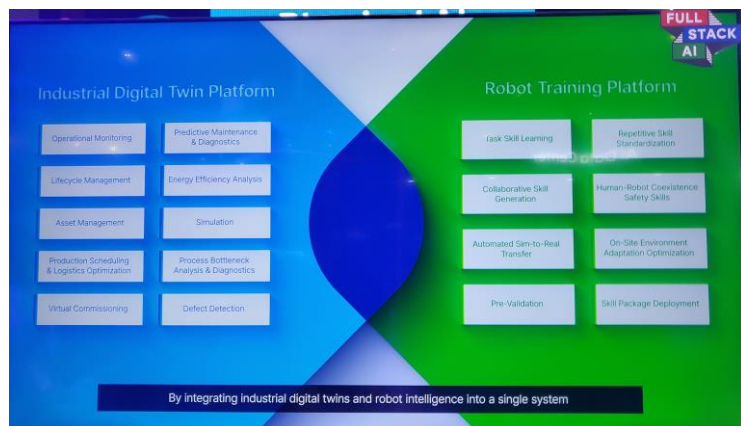 FULL
STACK
AI
Industrial Digital Twin Platform
Operational Monitoring
Predictive Maintenance
& Diagnostics
Lifecycle Management
Energy Efficiency Analysis
Asset Management
Simulation
Production Scheduling
& Logistics Optimization
Process Bottleneck
Analysis & Diagnostics
Virtual Commissioning
Defect Detection
Robot Training Platform
Task Skill Learning
Repetitive Skill
Standardization
Collaborative Skill
Generation
Human-Robot Coexistence
Safety Skills
Automated Sim-to-Real
Transfer
On-Site Environment
Adaptation Optimization
Pre-Validation
Skill Package Deployment
By integrating industrial digital twins and robot intelligence into a single system